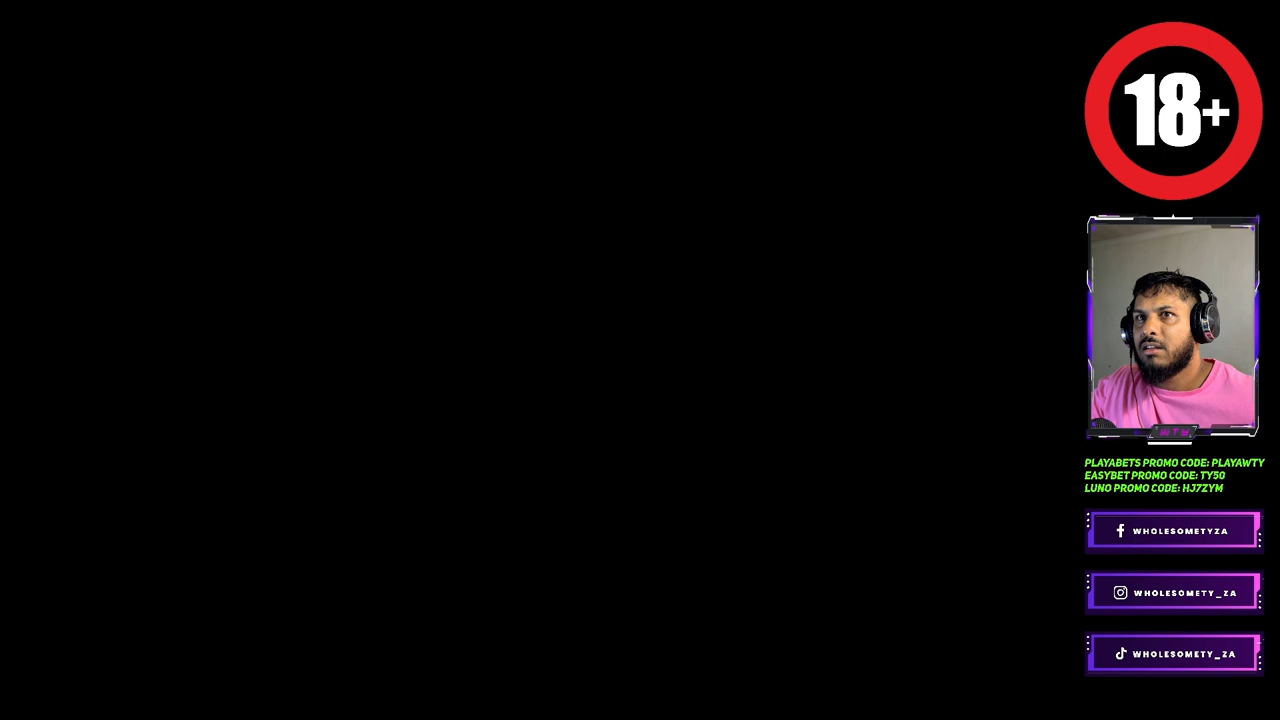 18+
PLAYABETS PROMO CODE: PLAYAWTY
EASYBET PROMO CODE: TY50
LUNO PROMO CODE: HJ7ZYM
WHOLESOMETYZA
WHOLESOMETY_ZA
WHOLESOMETY_ZA